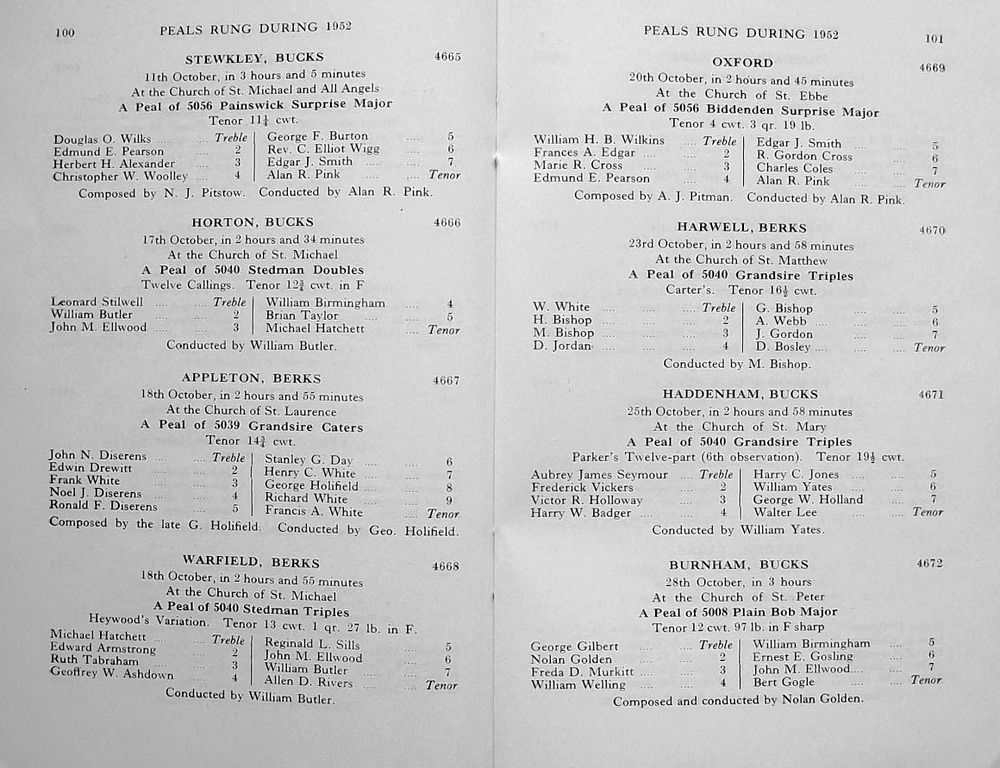 100 PEALS RUNG DURING 1952
STEWKLEY, BUCKS 4665
11th October, in 3 hours and 5 minutes
At the Church of St. Michael and All Angels
A Peal of 5056 Painswick Surprise Major
Tenor 11¼ cwt.
Douglas O. Wilks .... Treble George F. Burton .... 5
Edmund E. Pearson .... 2 Rev. C. Elliot Wigg .... 6
Herbert H. Alexander .... 3 Edgar J. Smith .... 7
Christopher W. Woolley .... 4 Alan R. Pink .... .... Tenor
Composed by N. J. Pitstow. Conducted by Alan R. Pink.
HORTON, BUCKS 4666
17th October, in 2 hours and 34 minutes
At the Church of St. Michael
A Peal of 5040 Stedman Doubles
Twelve Callings. Tenor 12¾ cwt. in F
Leonard Stilwell .... .... Treble William Birmingham .... 4
William Butler .... .... 2 Brian Taylor .... .... 5
John M. Ellwood .... .... 3 Michael Hatchett .... Tenor
Conducted by William Butler.
APPLETON, BERKS 4667
18th October, in 2 hours and 55 minutes
At the Church of St. Laurence
A Peal of 5039 Grandsire Caters
Tenor 14¾ cwt.
John N. Diserens .... Treble Stanley G. Day .... .... 6
Edwin Drewitt .... .... 2 Henry C. White .... .... 7
Frank White .... .... 3 George Holifield .... .... 8
Noel J. Diserens .... .... 4 Richard White .... .... 9
Ronald F. Diserens .... 5 Francis A. White .... Tenor
Composed by the late G. Holifield. Conducted by Geo. Holifield.
WARFIELD, BERKS 4668
18th October, in 2 hours and 55 minutes
At the Church of St. Michael
A Peal of 5040 Stedman Triples
Heywood's Variation. Tenor 13 cwt. 1 qr. 27 lb. in F.
Michael Hatchett .... .... Treble Reginald L. Sills .... 5
Edward Armstrong .... 2 John M. Ellwood .... 6
Ruth Tabraham .... .... 3 William Butler .... .... 7
Geoffrey W. Ashdown .... 4 Allen D. Rivers .... .... Tenor
Conducted by William Butler.
PEALS RUNG DURING 1952 101
OXFORD 4669
20th October, in 2 hours and 45 minutes
At the Church of St. Ebbe
A Peal of 5056 Biddenden Surprise Major
Tenor 4 cwt. 3 qr. 19 lb.
William H. B. Wilkins .... Treble Edgar J. Smith .... .... 5
Frances A. Edgar .... .... 2 R. Gordon Cross .... .... 6
Marie R. Cross .... .... 3 Charles Coles .... .... 7
Edmund E. Pearson .... 4 Alan R. Pink .... .... Tenor
Composed by A. J. Pitman. Conducted by Alan R. Pink.
HARWELL, BERKS 4670
23rd October, in 2 hours and 58 minutes
At the Church of St. Matthew
A Peal of 5040 Grandsire Triples
Carter's. Tenor 16½ cwt.
W. White .... .... .... Treble G. Bishop .... .... 5
H. Bishop .... .... .... 2 A. Webb .... .... .... 6
M. Bishop .... .... .... 3 J. Gordon .... .... 7
D. Jordan .... .... .... 4 D. Bosley .... .... .... Tenor
Conducted by M. Bishop.
HADDENHAM, BUCKS 4671
25th October, in 2 hours and 58 minutes
At the Church of St. Mary
A Peal of 5040 Grandsire Triples
Parker's Twelve-part (6th observation). Tenor 19½ cwt.
Aubrey James Seymour .... Treble Harry C. Jones .... .... 5
Frederick Vickers .... 2 William Yates .... .... 6
Victor R. Holloway .... 3 George W. Holland .... 7
Harry W. Badger .... .... 4 Walter Lee .... .... Tenor
Conducted by William Yates.
BURNHAM, BUCKS 4672
28th October, in 3 hours
At the Church of St. Peter
A Peal of 5008 Plain Bob Major
Tenor 12 cwt. 97 lb. in F sharp
George Gilbert .... .... Treble William Birmingham .... 5
Nolan Golden .... .... 2 Ernest E. Gosling .... 6
Freda D. Murkitt .... .... 3 John M. Ellwood .... .... 7
William Welling .... .... 4 Bert Gogle .... .... Tenor
Composed and conducted by Nolan Golden.